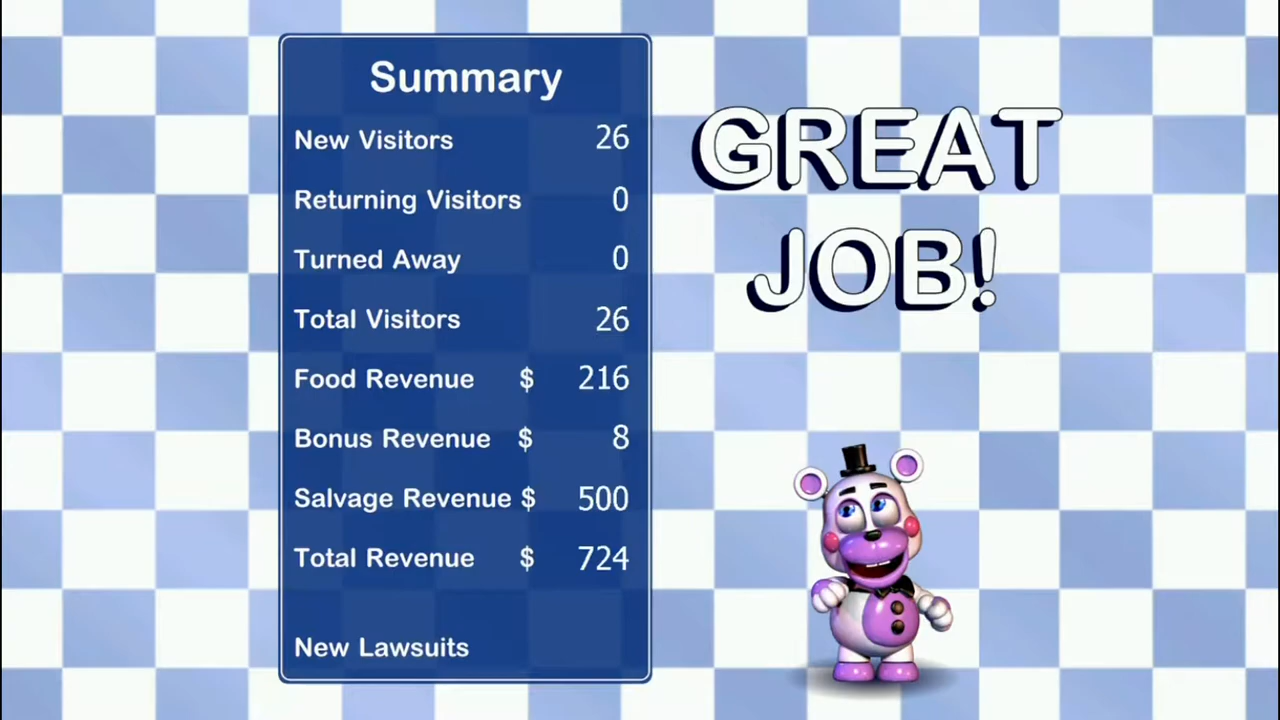 Summary
New Visitors 26
Returning Visitors 0
Turned Away 0
Total Visitors 26
Food Revenue $ 216
Bonus Revenue $ 8
Salvage Revenue $ 500
Total Revenue $ 724
New Lawsuits
GREAT
JOB!